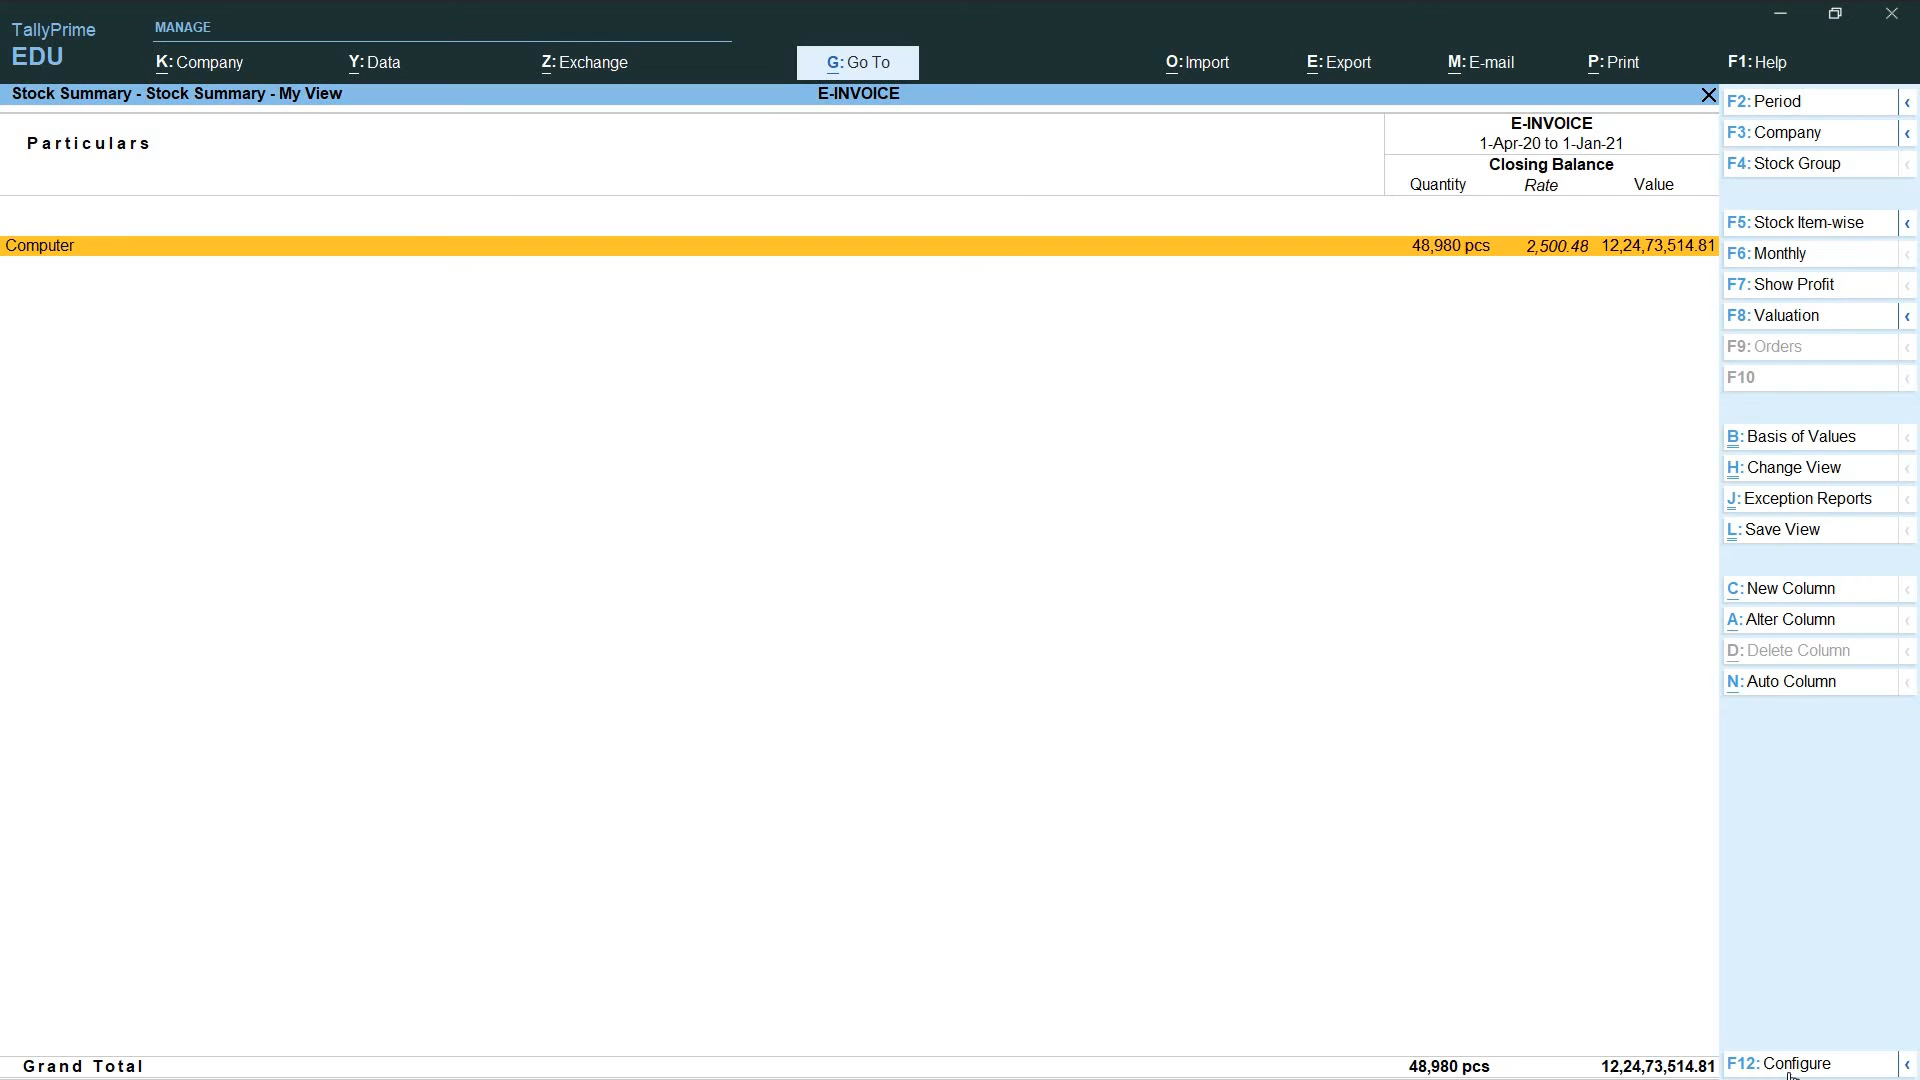 TallyPrime
EDU
MANAGE
K: Company
Y: Data
Z: Exchange
G: Go To
O: Import
E: Export
M: E-mail
P: Print
F1: Help
Stock Summary - Stock Summary - My View
E-INVOICE
Particulars
E-INVOICE
1-Apr-20 to 1-Jan-21
Closing Balance
Quantity Rate Value
Computer 48,980 pcs 2,500.48 12,24,73,514.81
Grand Total 48,980 pcs 12,24,73,514.81
F2: Period
F3: Company
F4: Stock Group
F5: Stock Item-wise
F6: Monthly
F7: Show Profit
F8: Valuation
F9: Orders
F10
B: Basis of Values
H: Change View
J: Exception Reports
L: Save View
C: New Column
A: Alter Column
D: Delete Column
N: Auto Column
F12: Configure